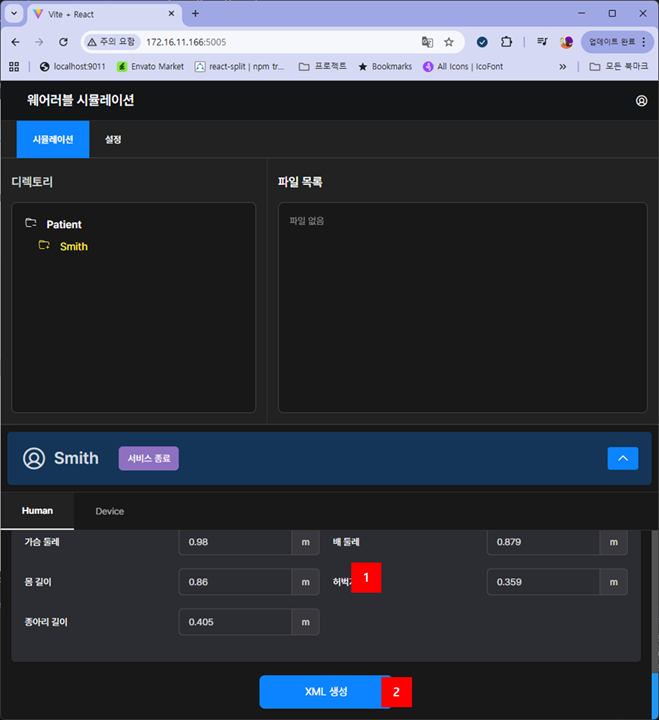 Vite + React
주의 요함
172.16.11.166:5005
업데이트 완료
localhost:9011
Envato Market
react-split | npm tr...
프로젝트
Bookmarks
All Icons | IcoFont
모든 북마크
웨어러블 시뮬레이션
시뮬레이션
설정
디렉토리
파일 목록
Patient
Smith
파일 없음
Smith
서비스 종료
Human
Device
가슴 둘레
0.98
m
배 둘레
0.879
m
몸 길이
0.86
m
1
0.359
m
종아리 길이
0.405
m
XML 생성
2